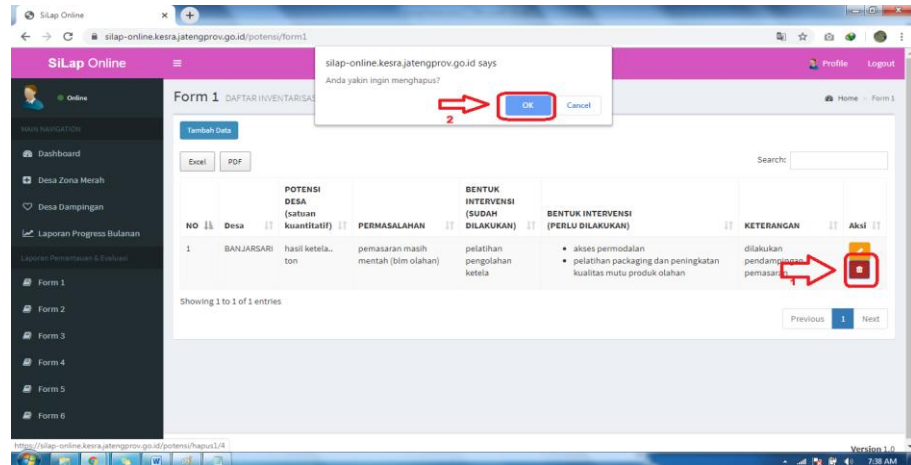 SiLap Online
silap-online.kesra.jatengprov.go.id/potensi/form1
SiLap Online
Profile Logout
silap-online.kesra.jatengprov.go.id says
Anda yakin ingin menghapus?
OK Cancel
2
Online
Form 1 DAFTAR INVENTARISAS
Home - Form 1
MAIN NAVIGATION
Dashboard
Desa Zona Merah
Desa Dampingan
Laporan Progress Bulanan
Laporan Pemantauan & Evaluasi
Form 1
Form 2
Form 3
Form 4
Form 5
Form 6
Tambah Data
Excel PDF
Search:
NO Desa POTENSI DESA (satuan kuantitatif) PERMASALAHAN BENTUK INTERVENSI (SUDAH DILAKUKAN) BENTUK INTERVENSI (PERLU DILAKUKAN) KETERANGAN Aksi
1 BANJARSARI hasil ketela.. ton pemasaran masih mentah (blm olahan) pelatihan pengolahan ketela • akses permodalan • pelatihan packaging dan peningkatan kualitas mutu produk olahan dilakukan pendampingan pemasaran
1
Showing 1 to 1 of 1 entries
Previous 1 Next
https://silap-online.kesra.jatengprov.go.id/potensi/hapus1/4
Version 1.0
7:38 AM